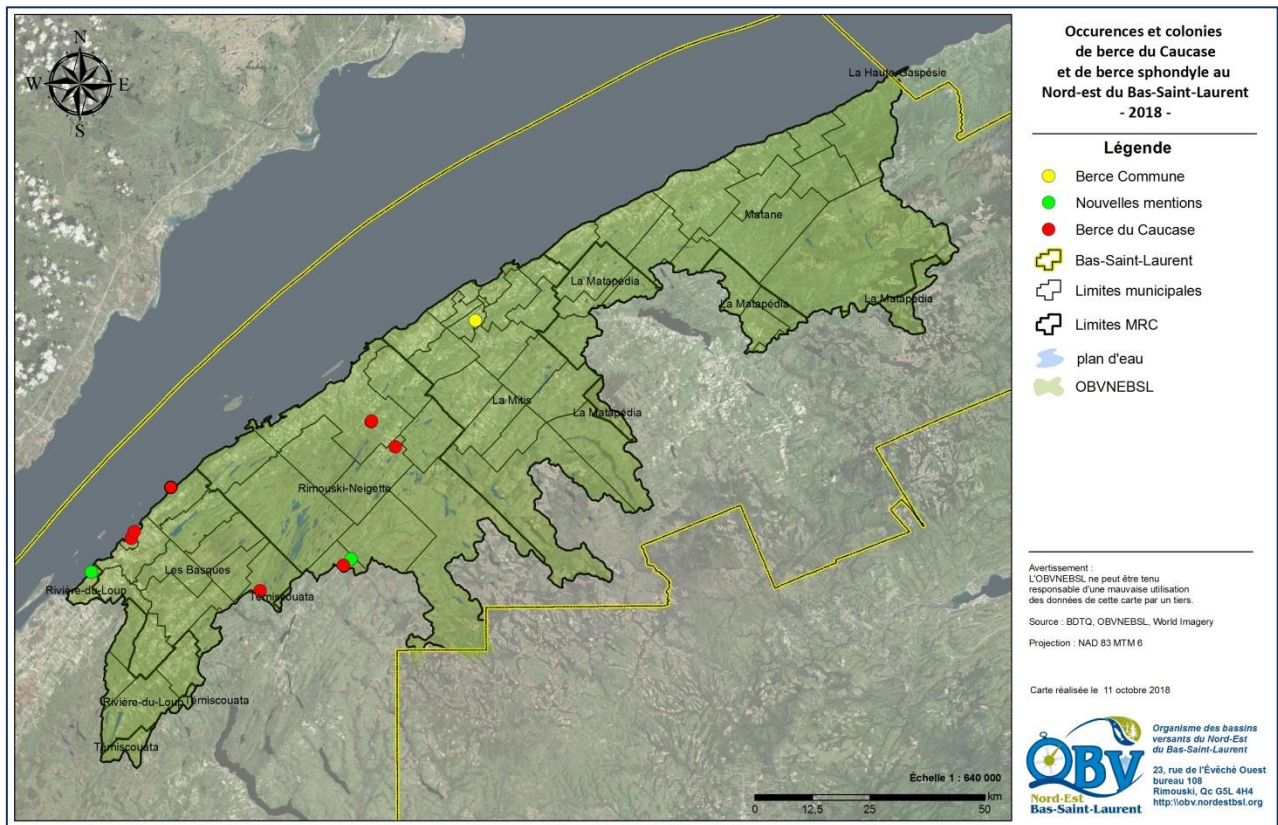 N
W
E
S
La Haute-Gaspésie
Matane
La Matapédia
La Matapédia
La Matapédia
La Mitis
La Matapédia
Rimouski-Neigette
Les Basques
Rivière-du-Loup
Témiscouata
Rivière-du-Loup
Témiscouata
Témiscouata
Échelle 1 : 640 000
km
0
12,5
25
50
Occurences et colonies
de berce du Caucase
et de berce sphondyle au
Nord-est du Bas-Saint-Laurent
- 2018 -
Légende
Berce Commune
Nouvelles mentions
Berce du Caucase
Bas-Saint-Laurent
Limites municipales
Limites MRC
plan d'eau
OBVNEBSL
Avertissement :
L'OBVNEBSL ne peut être tenu
responsable d'une mauvaise utilisation
des données de cette carte par un tiers.
Source : BDTQ, OBVNEBSL, World Imagery
Projection : NAD 83 MTM 6
Carte réalisée le 11 octobre 2018
OBV
Nord-Est
Bas-Saint-Laurent
Organisme des bassins
versants du Nord-Est
du Bas-Saint-Laurent
23, rue de l'Évêché Ouest
bureau 108
Rimouski, Qc G5L 4H4
http:\\obv.nordestbsl.org